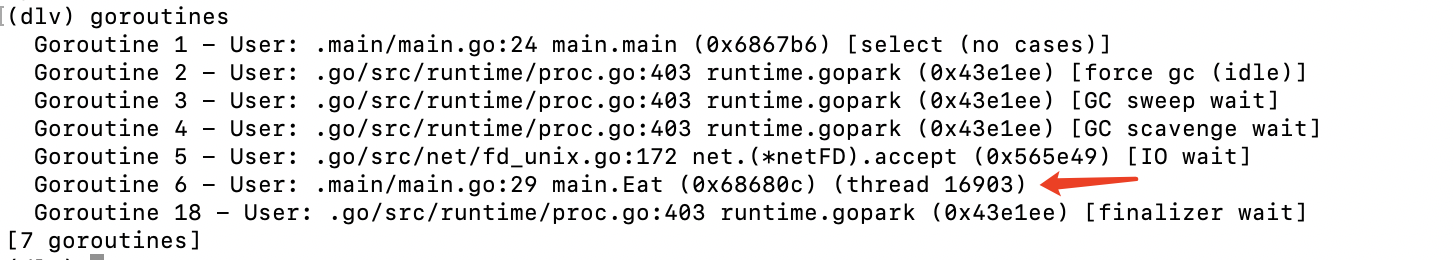 (dlv) goroutines
Goroutine 1 - User: .main/main.go:24 main.main (0x6867b6) [select (no cases)]
Goroutine 2 - User: .go/src/runtime/proc.go:403 runtime.gopark (0x43e1ee) [force gc (idle)]
Goroutine 3 - User: .go/src/runtime/proc.go:403 runtime.gopark (0x43e1ee) [GC sweep wait]
Goroutine 4 - User: .go/src/runtime/proc.go:403 runtime.gopark (0x43e1ee) [GC scavenge wait]
Goroutine 5 - User: .go/src/net/fd_unix.go:172 net.(*netFD).accept (0x565e49) [IO wait]
Goroutine 6 - User: .main/main.go:29 main.Eat (0x68680c) (thread 16903)
Goroutine 18 - User: .go/src/runtime/proc.go:403 runtime.gopark (0x43e1ee) [finalizer wait]
[7 goroutines]